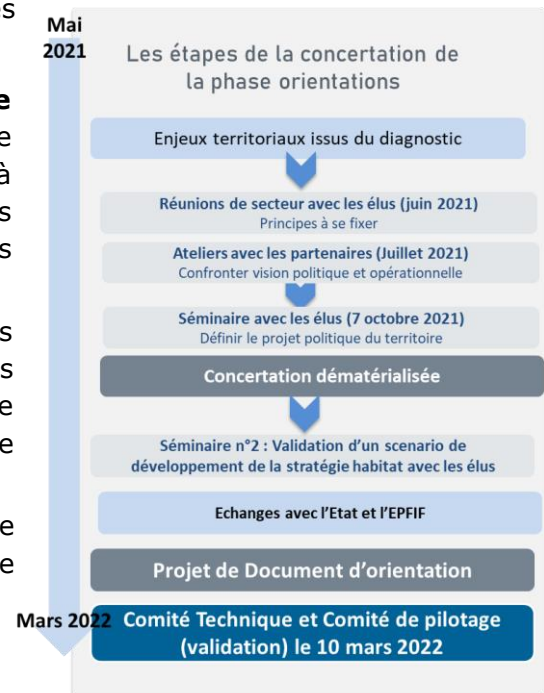 es
e
e
à
s
s
s
s
e
e
e
e
Mai
2021
Les étapes de la concertation de
la phase orientations
Enjeux territoriaux issus du diagnostic
Réunions de secteur avec les élus (juin 2021)
Principes à se fixer
Ateliers avec les partenaires (Juillet 2021)
Confronter vision politique et opérationnelle
Séminaire avec les élus (7 octobre 2021)
Définir le projet politique du territoire
Concertation dématérialisée
Séminaire n°2 : Validation d'un scenario de
développement de la stratégie habitat avec les élus
Echanges avec l'Etat et l'EPFIF
Projet de Document d'orientation
Mars 2022
Comité Technique et Comité de pilotage
(validation) le 10 mars 2022